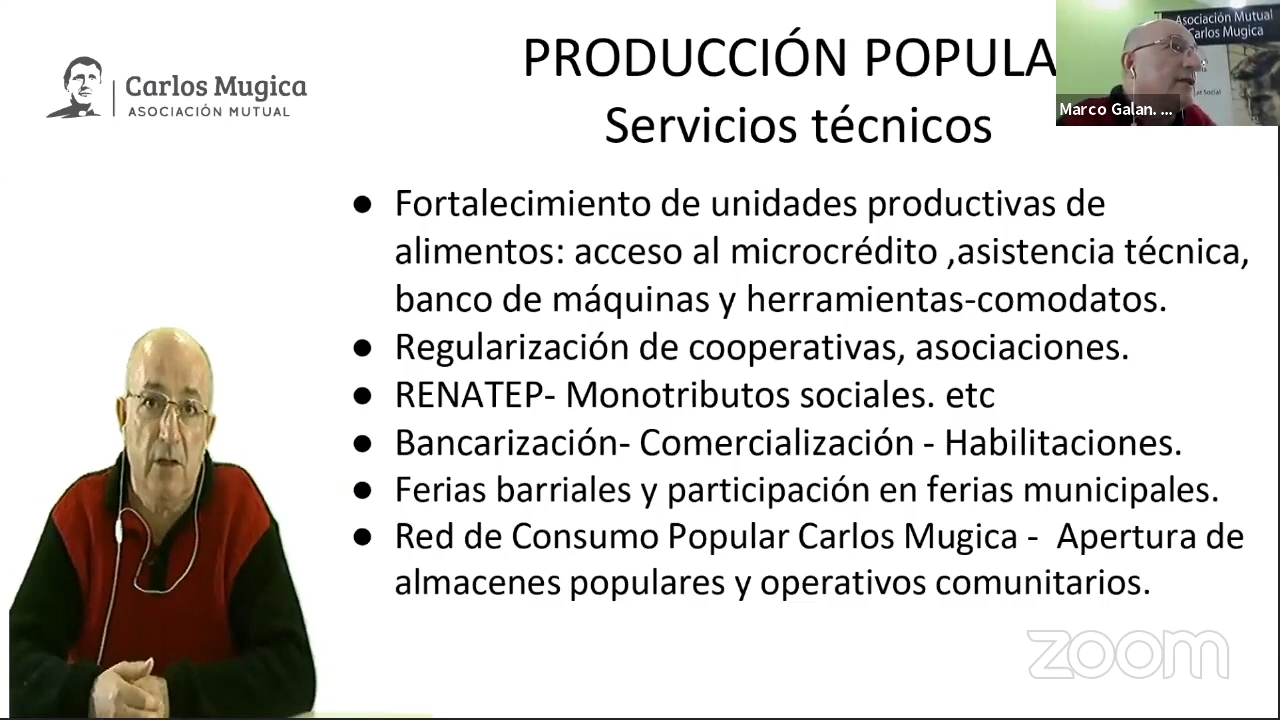 Carlos Mugica
ASOCIACIÓN MUTUAL
PRODUCCIÓN POPULA
Servicios técnicos
Asociación Mutual
Carlos Mugica
Social
Marco Galan. ...
● Fortalecimiento de unidades productivas de
alimentos: acceso al microcrédito ,asistencia técnica,
banco de máquinas y herramientas-comodatos.
● Regularización de cooperativas, asociaciones.
● RENATEP- Monotributos sociales. etc
● Bancarización- Comercialización - Habilitaciones.
● Ferias barriales y participación en ferias municipales.
● Red de Consumo Popular Carlos Mugica - Apertura de
almacenes populares y operativos comunitarios.
zoom